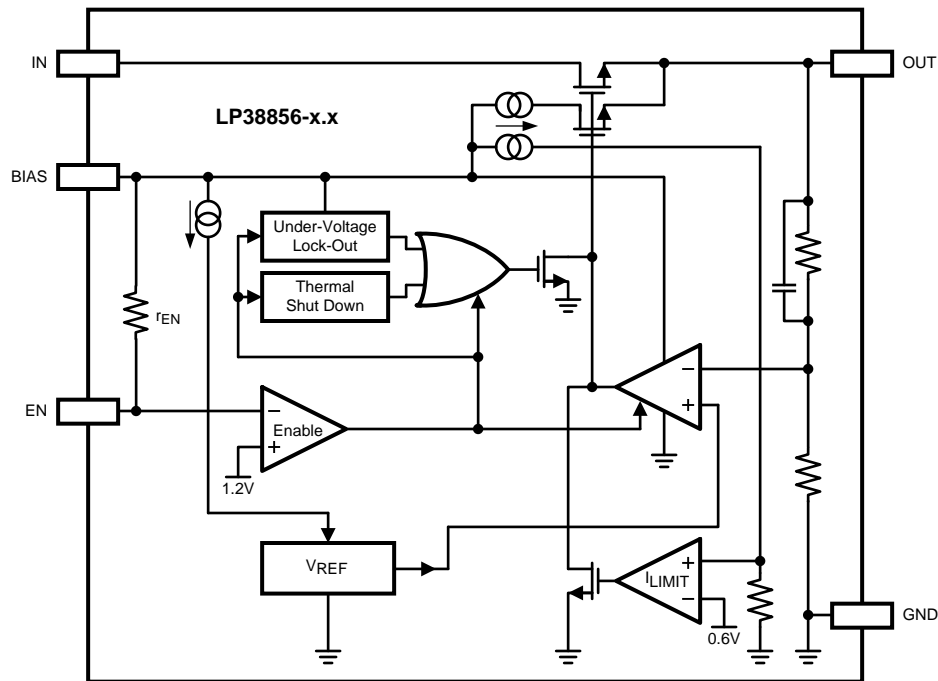 IN
OUT
LP38856-x.x
BIAS
Under-Voltage
Lock-Out
Thermal
Shut Down
rEN
EN
−
Enable
+
1.2V
−
+
VREF
+
ILIMIT
−
0.6V
GND